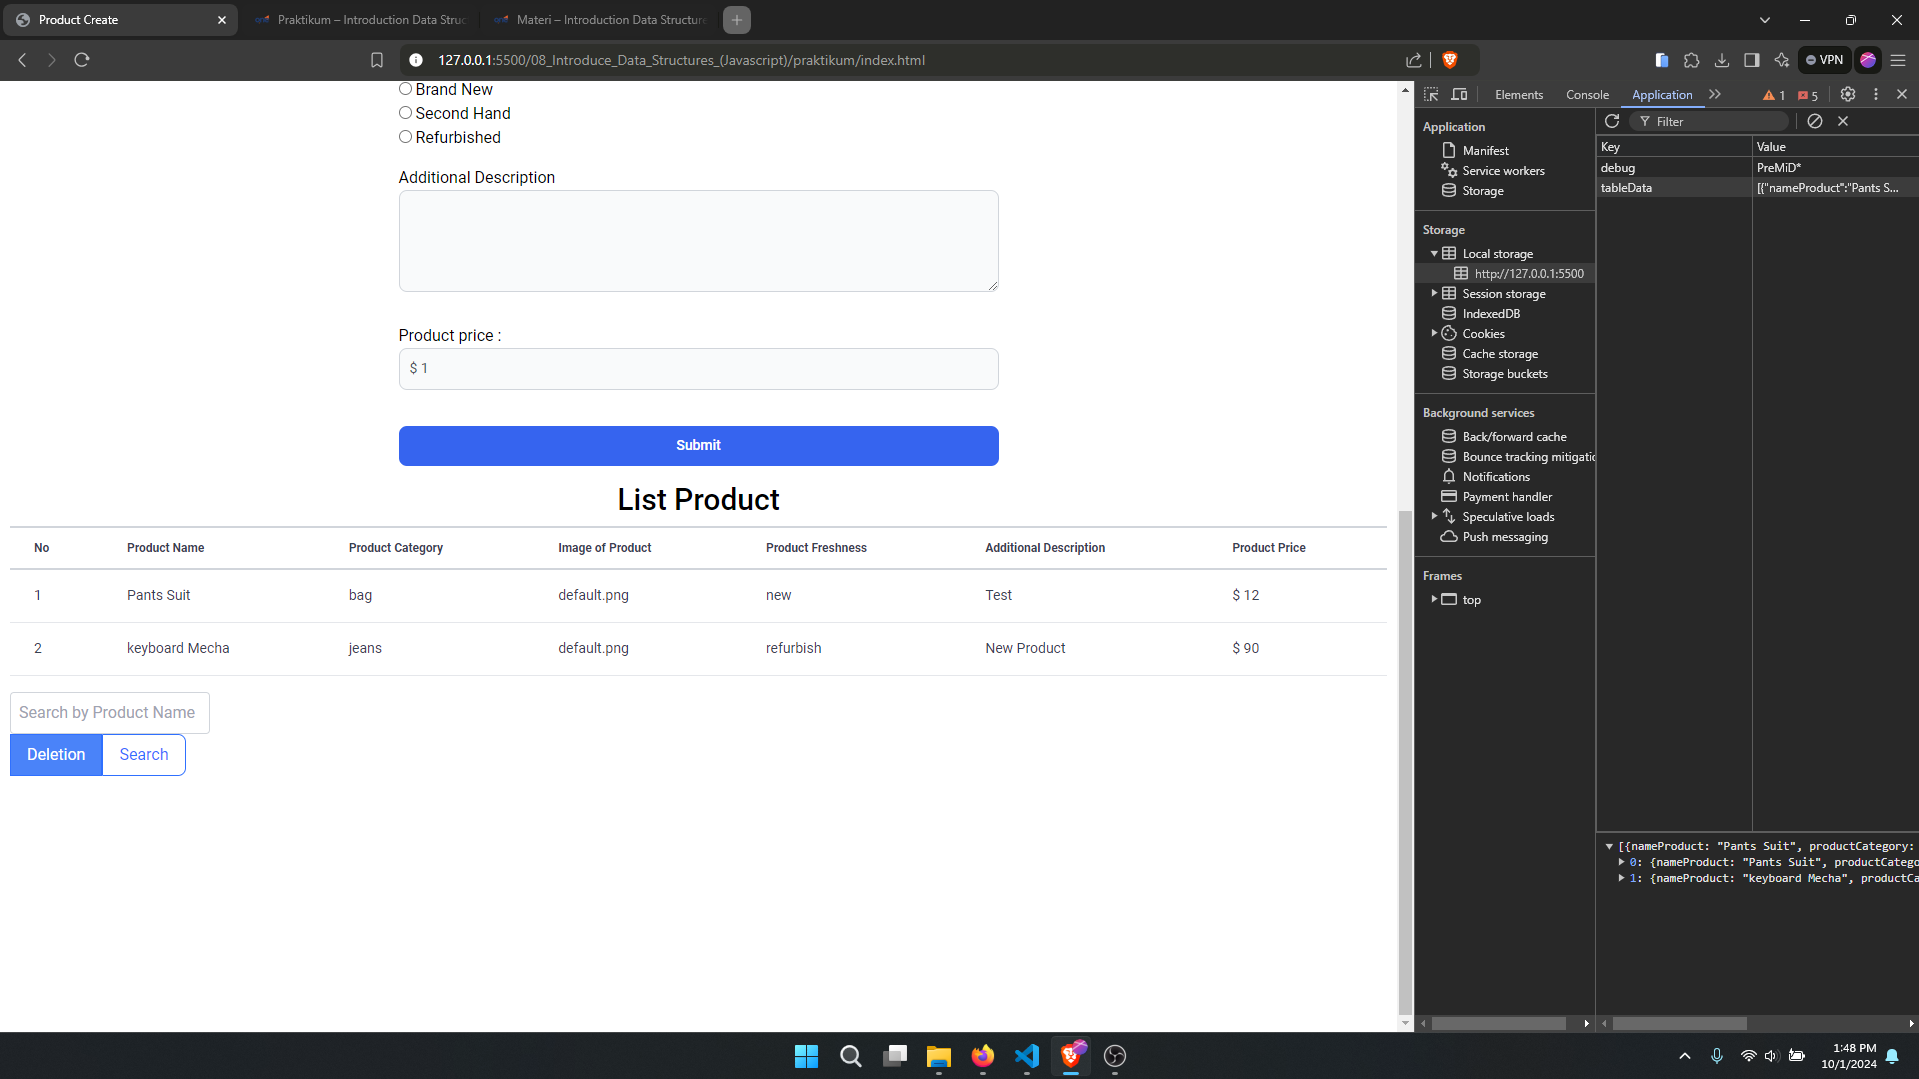 Product Create
Praktikum – Introduction Data Struc
Materi – Introduction Data Structure
127.0.0.1:5500/08_Introduce_Data_Structures_(Javascript)/praktikum/index.html
VPN
Brand New
Second Hand
Refurbished
Additional Description
Product price :
$ 1
Submit
List Product
No Product Name Product Category Image of Product Product Freshness Additional Description Product Price
1 Pants Suit bag default.png new Test $ 12
2 keyboard Mecha jeans default.png refurbish New Product $ 90
Search by Product Name
Deletion Search
Elements Console Application 1 5
Application
Manifest
Service workers
Storage
Storage
Local storage
http://127.0.0.1:5500
Session storage
IndexedDB
Cookies
Cache storage
Storage buckets
Background services
Back/forward cache
Bounce tracking mitigatio
Notifications
Payment handler
Speculative loads
Push messaging
Frames
top
Filter
Key Value
debug PreMiD*
tableData [{"nameProduct":"Pants S...
[{nameProduct: "Pants Suit", productCategory:
0: {nameProduct: "Pants Suit", productCatego
1: {nameProduct: "keyboard Mecha", productCa
1:48 PM
10/1/2024